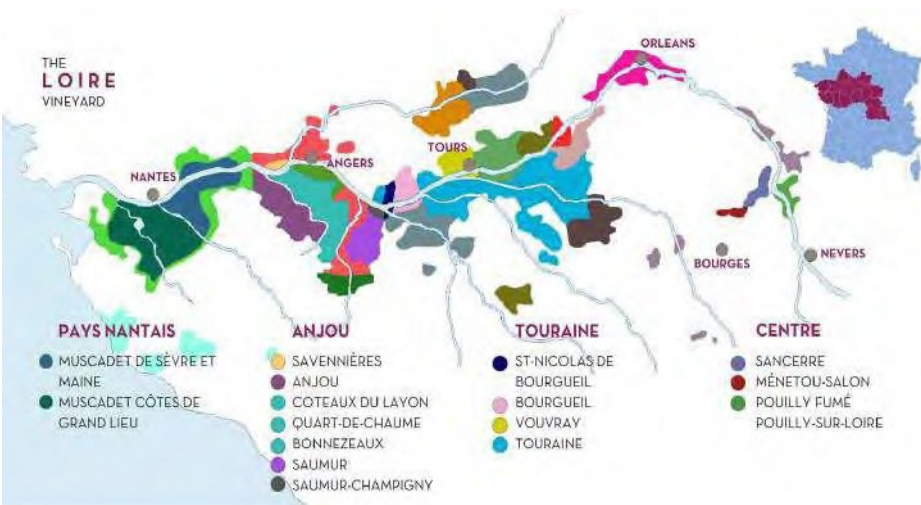 THE
LOIRE
VINEYARD
ORLEANS
TOURS
ANGERS
NANTES
BOURGES
NEVERS
PAYS NANTAIS
MUSCADET DE SÈVRE ET
MAINE
MUSCADET CÔTES DE
GRAND LIEU
ANJOU
SAVENNIÈRES
ANJOU
COTEAUX DU LAYON
QUART-DE-CHAUME
BONNEZEAUX
SAUMUR
SAUMUR-CHAMPIGNY
TOURAINE
ST-NICOLAS DE
BOURGUEIL
BOURGUEIL
VOUVRAY
TOURAINE
CENTRE
SANCERRE
MÉNETOU-SALON
POUILLY FUMÉ
POUILLY-SUR-LOIRE